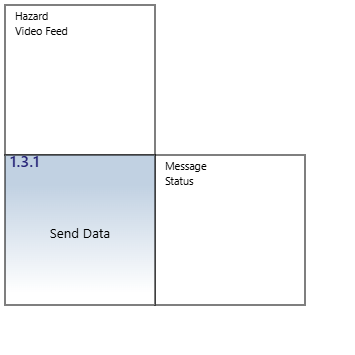 Hazard
Video Feed
1.3.1
Message
Status
Send Data